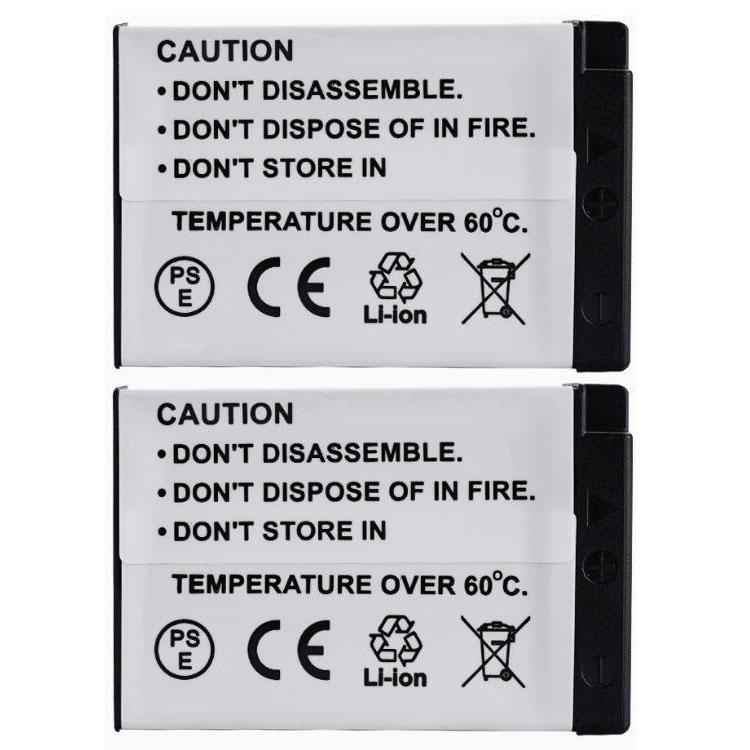 CAUTION
• DON'T DISASSEMBLE.
• DON'T DISPOSE OF IN FIRE.
• DON'T STORE IN
TEMPERATURE OVER 60°C.
PS
E
CE
Li-ion
CAUTION
• DON'T DISASSEMBLE.
• DON'T DISPOSE OF IN FIRE.
• DON'T STORE IN
TEMPERATURE OVER 60°C.
PS
E
CE
Li-ion